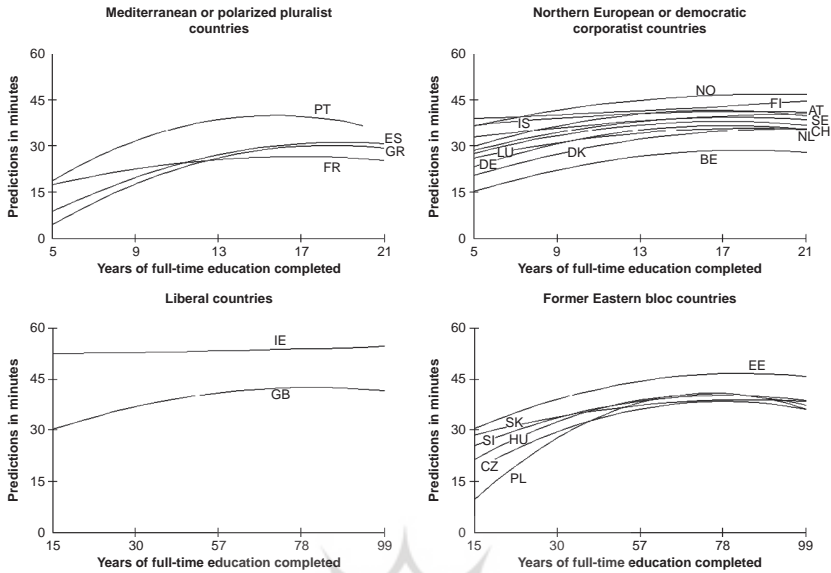 Mediterranean or polarized pluralist
countries
Predictions in minutes
60
45
30
15
0
PT
ES
GR
FR
5 9 13 17 21
Years of full-time education completed
Northern European or democratic
corporatist countries
Predictions in minutes
60
45
30
15
0
NO
FI
AT
IS
SE
CH
NL
LU
DK
DE
BE
5 9 13 17 21
Years of full-time education completed
Liberal countries
Predictions in minutes
60
45
30
15
0
IE
GB
15 30 57 78 99
Years of full-time education completed
Former Eastern bloc countries
Predictions in minutes
60
45
30
15
0
EE
SK
SI HU
CZ
PL
15 30 57 78 99
Years of full-time education completed